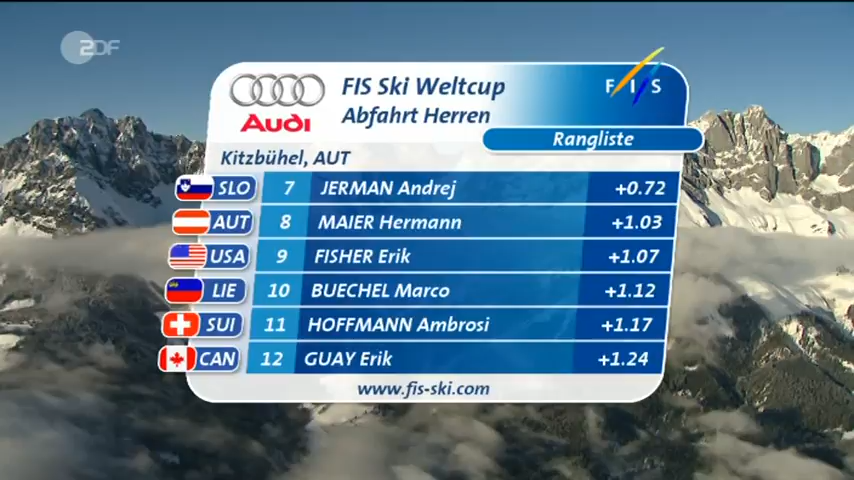 ZDF
FIS Ski Weltcup
Abfahrt Herren
FIS
Audi
Rangliste
Kitzbühel, AUT
SLO 7 JERMAN Andrej +0.72
AUT 8 MAIER Hermann +1.03
USA 9 FISHER Erik +1.07
LIE 10 BUECHEL Marco +1.12
SUI 11 HOFFMANN Ambrosi +1.17
CAN 12 GUAY Erik +1.24
www.fis-ski.com